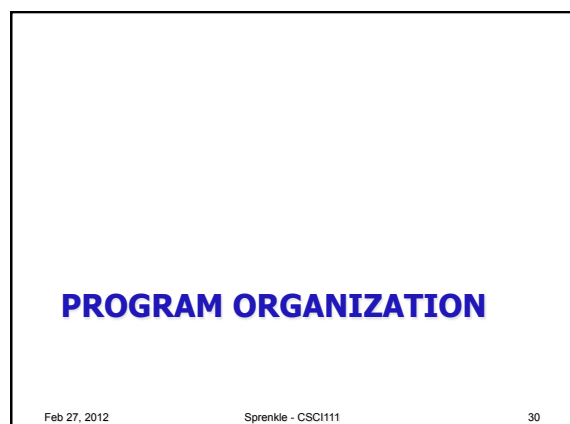 PROGRAM ORGANIZATION
Feb 27, 2012 Sprenkle - CSCI111 30